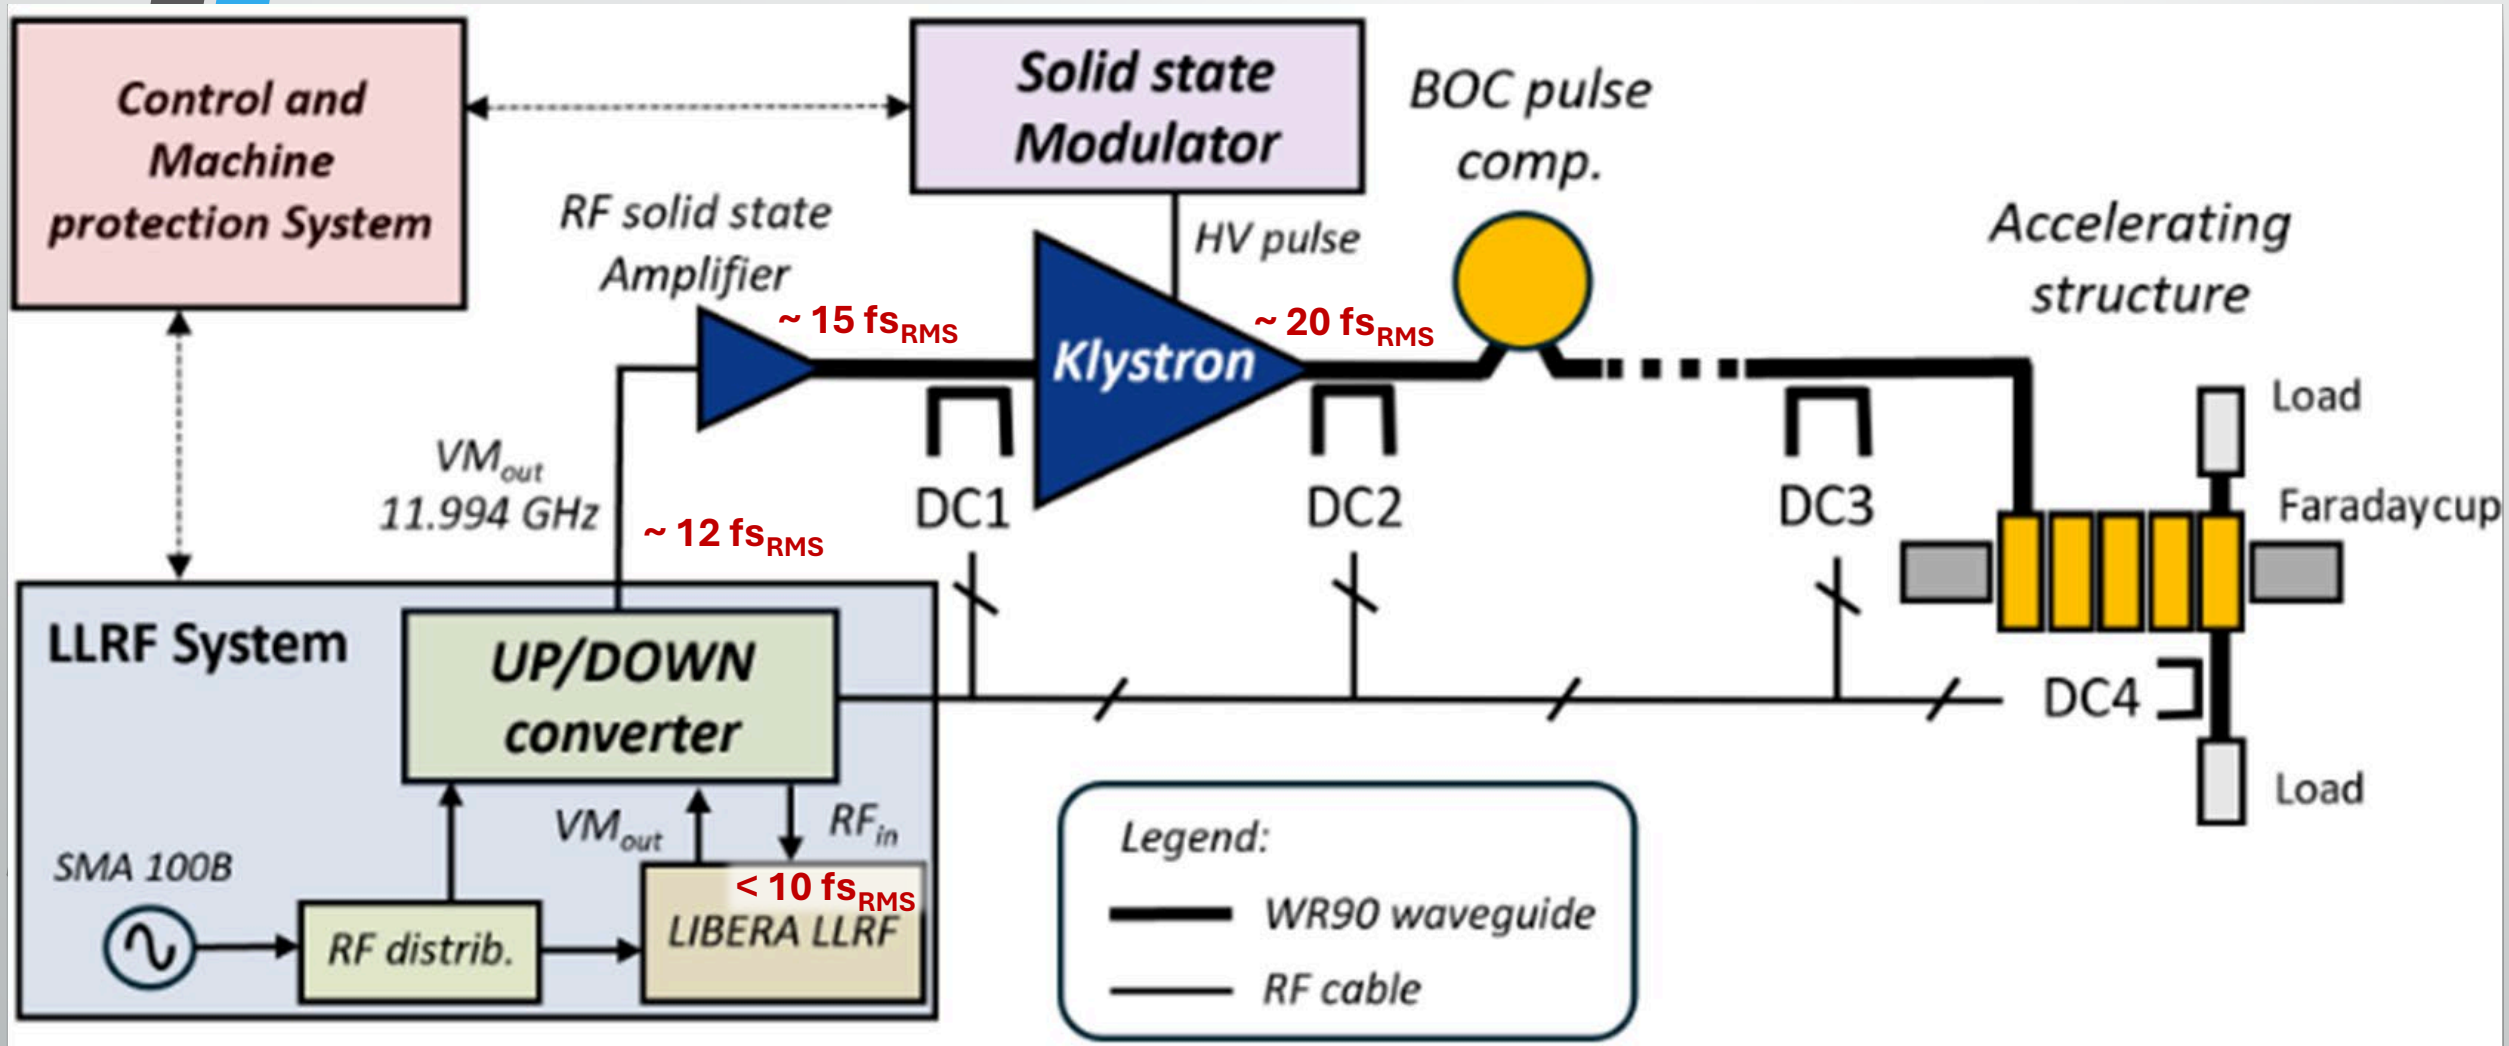 Control and
Machine
protection System
Solid state
Modulator
BOC pulse
comp.
RF solid state
Amplifier
HV pulse
Accelerating
structure
~ 15 fsRMS
~ 20 fsRMS
Klystron
Load
VMout
11.994 GHz
~ 12 fsRMS
DC1
DC2
DC3
Faraday cup
LLRF System
UP/DOWN
converter
DC4
VMout
RFin
Load
Legend:
SMA 100B
< 10 fsRMS
LIBERA LLRF
RF distrib.
WR90 waveguide
RF cable